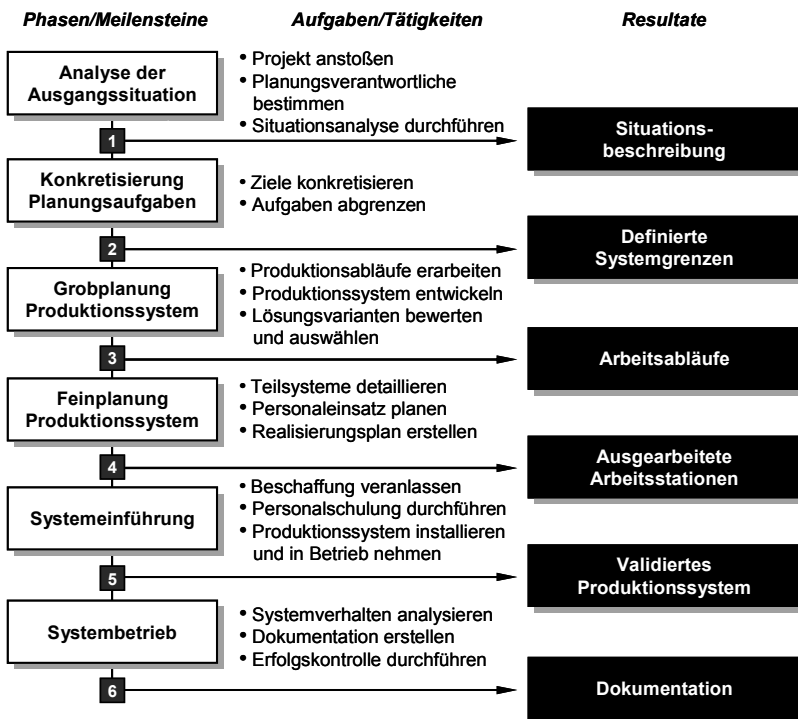 Phasen/Meilensteine
Aufgaben/Tätigkeiten
Resultate
Analyse der
Ausgangssituation
• Projekt anstoßen
• Planungsverantwortliche
bestimmen
• Situationsanalyse durchführen
1
Situations-
beschreibung
Konkretisierung
Planungsaufgaben
• Ziele konkretisieren
• Aufgaben abgrenzen
2
Definierte
Systemgrenzen
Grobplanung
Produktionssystem
• Produktionsabläufe erarbeiten
• Produktionssystem entwickeln
• Lösungsvarianten bewerten
und auswählen
3
Arbeitsabläufe
Feinplanung
Produktionssystem
• Teilsysteme detaillieren
• Personaleinsatz planen
• Realisierungsplan erstellen
4
Ausgearbeitete
Arbeitsstationen
Systemeinführung
• Beschaffung veranlassen
• Personalschulung durchführen
• Produktionssystem installieren
und in Betrieb nehmen
5
Validiertes
Produktionssystem
Systembetrieb
• Systemverhalten analysieren
• Dokumentation erstellen
• Erfolgskontrolle durchführen
6
Dokumentation